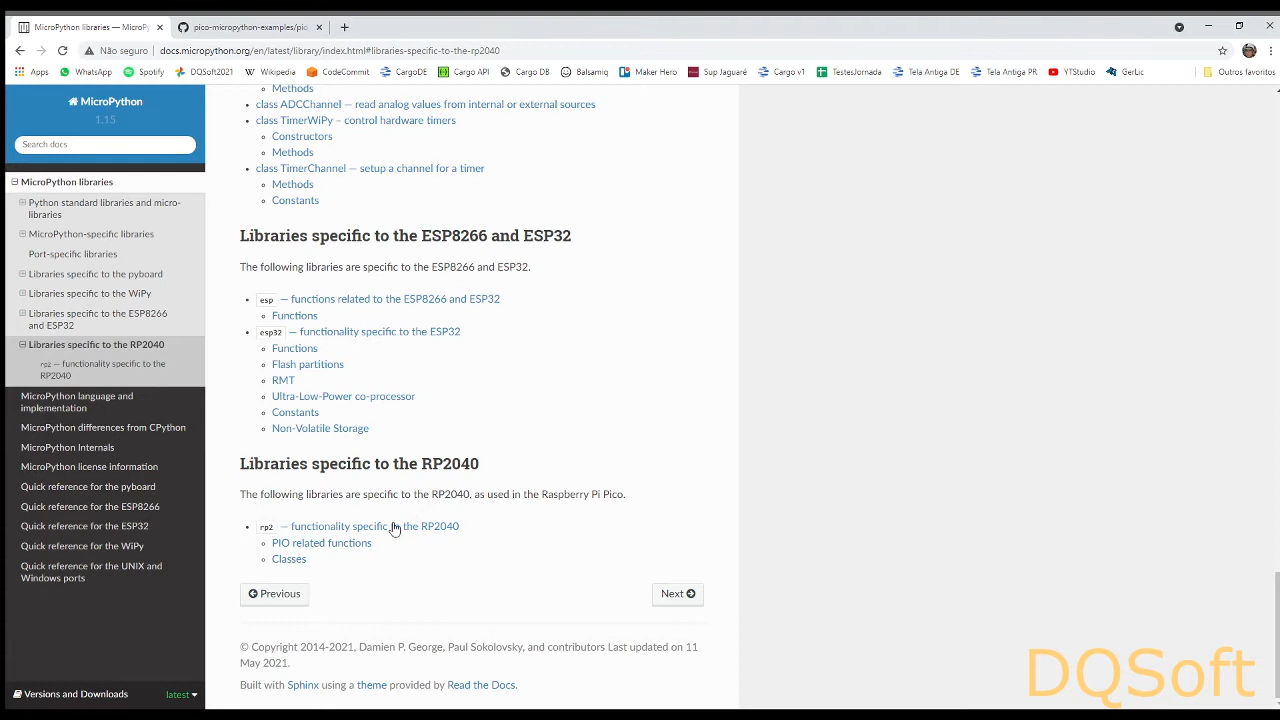 MicroPython libraries — MicroPy
pico-micropython-examples/pic
Não seguro
docs.micropython.org/en/latest/library/index.html#libraries-specific-to-the-rp2040
Apps
WhatsApp
Spotify
DQSoft2021
Wikipedia
CodeCommit
CargoDS
Cargo API
Cargo DB
Balsamiq
Maker Hero
Sup Jaguaré
Cargo v1
TestesJornada
Tela Antiga DE
Tela Antiga PR
YTStudio
GerLic
Outros favoritos
MicroPython
1.15
Search docs
MicroPython libraries
Python standard libraries and micro-
libraries
MicroPython-specific libraries
Port-specific libraries
Libraries specific to the pyboard
Libraries specific to the WiPy
Libraries specific to the ESP8266
and ESP32
Libraries specific to the RP2040
rp2 — functionality specific to the
RP2040
MicroPython language and
implementation
MicroPython differences from CPython
MicroPython Internals
MicroPython license information
Quick reference for the pyboard
Quick reference for the ESP8266
Quick reference for the ESP32
Quick reference for the WiPy
Quick reference for the UNIX and
Windows ports
Versions and Downloads
latest
Methods
class ADCChannel — read analog values from internal or external sources
class TimerWiPy – control hardware timers
Constructors
Methods
class TimerChannel — setup a channel for a timer
Methods
Constants
Libraries specific to the ESP8266 and ESP32
The following libraries are specific to the ESP8266 and ESP32.
esp — functions related to the ESP8266 and ESP32
Functions
esp32 — functionality specific to the ESP32
Functions
Flash partitions
RMT
Ultra-Low-Power co-processor
Constants
Non-Volatile Storage
Libraries specific to the RP2040
The following libraries are specific to the RP2040, as used in the Raspberry Pi Pico.
rp2 — functionality specific to the RP2040
PIO related functions
Classes
Previous
Next
© Copyright 2014-2021, Damien P. George, Paul Sokolovsky, and contributors Last updated on 11
May 2021.
Built with Sphinx using a theme provided by Read the Docs.
DQSoft